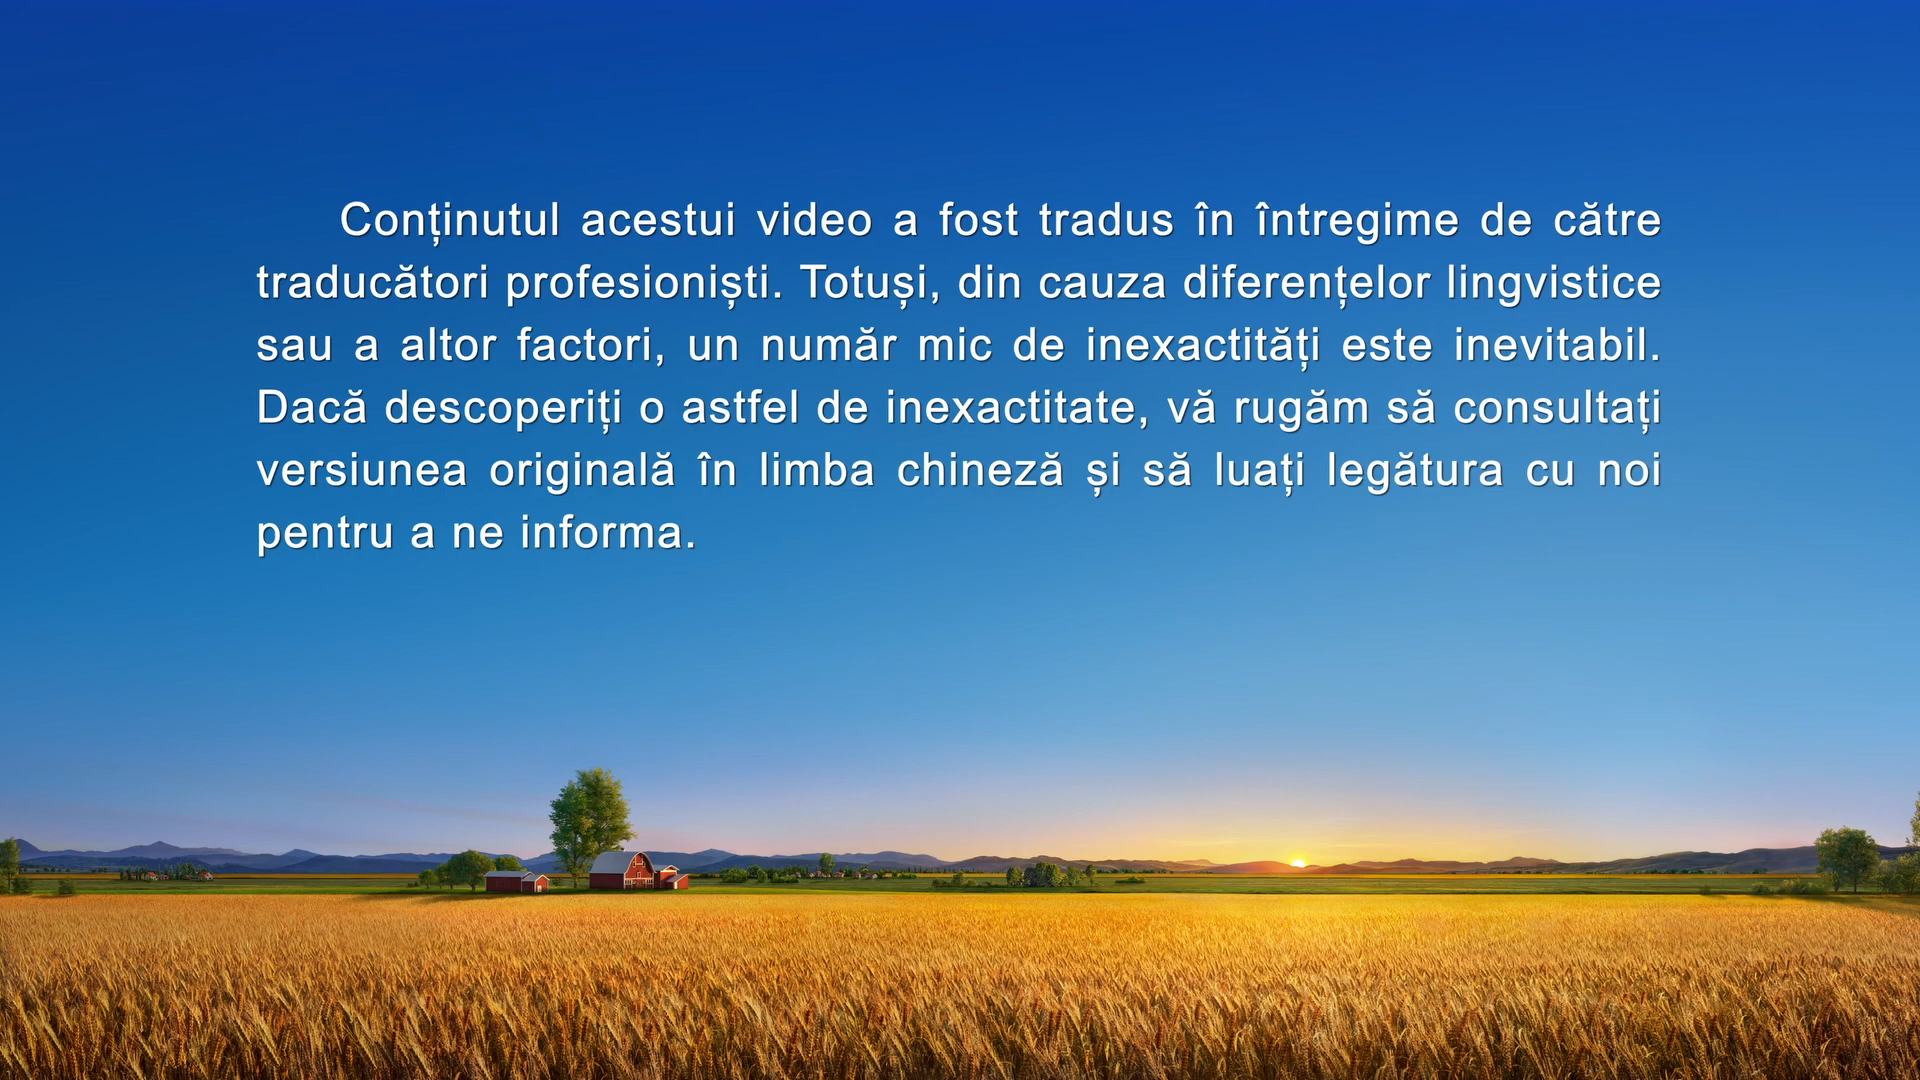 Conținutul acestui video a fost tradus în întregime de către
traducători profesioniști. Totuși, din cauza diferențelor lingvistice
sau a altor factori, un număr mic de inexactități este inevitabil.
Dacă descoperiți o astfel de inexactitate, vă rugăm să consultați
versiunea originală în limba chineză și să luați legătura cu noi
pentru a ne informa.